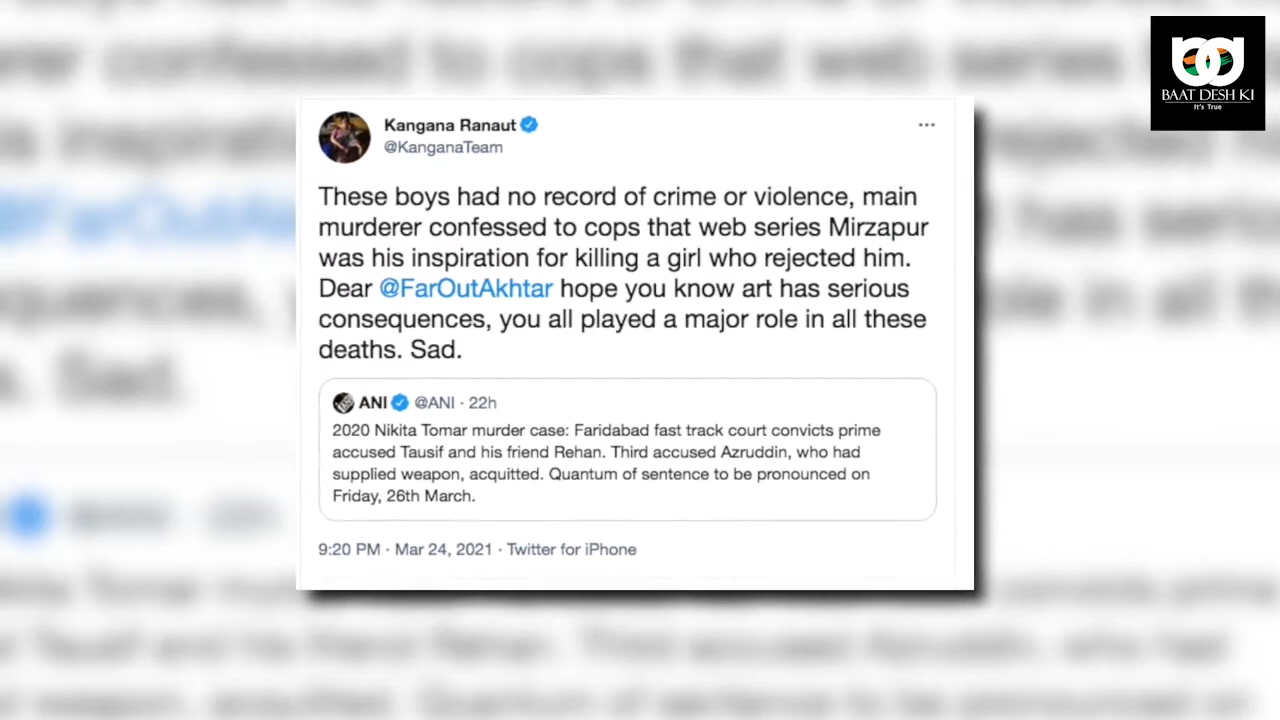 BAAT DESH KI
It's True
Kangana Ranaut
@KanganaTeam
These boys had no record of crime or violence, main
murderer confessed to cops that web series Mirzapur
was his inspiration for killing a girl who rejected him.
Dear @FarOutAkhtar hope you know art has serious
consequences, you all played a major role in all these
deaths. Sad.
ANI @ANI · 22h
2020 Nikita Tomar murder case: Faridabad fast track court convicts prime
accused Tausif and his friend Rehan. Third accused Azruddin, who had
supplied weapon, acquitted. Quantum of sentence to be pronounced on
Friday, 26th March.
9:20 PM · Mar 24, 2021 · Twitter for iPhone